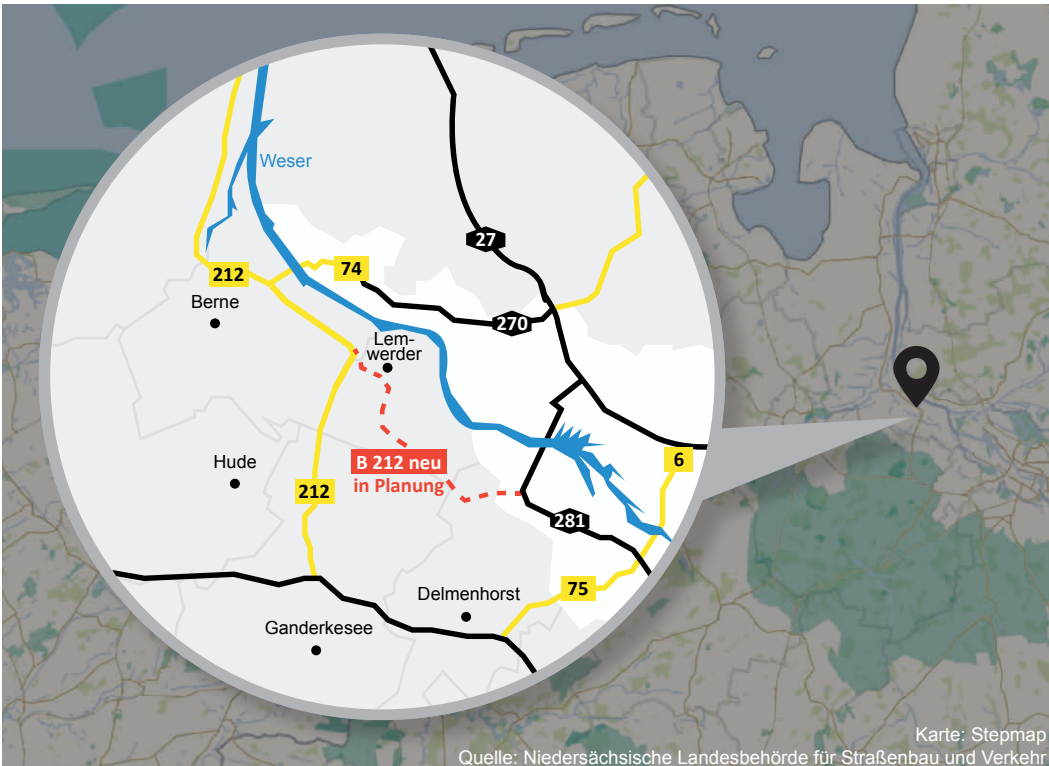 Weser
27
212
74
Berne
270
Lem-
werder
B 212 neu
in Planung
6
Hude
212
281
75
Delmenhorst
Ganderkesee
Karte: Stepmap
Quelle: Niedersächsische Landesbehörde für Straßenbau und Verkehr